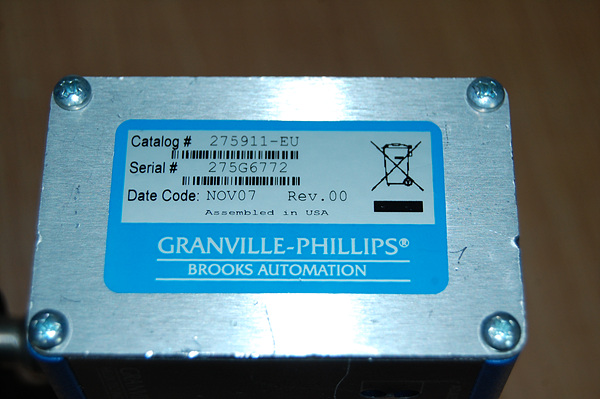 Catalog # 275911-EU
Serial # 275G6772
Date Code: NOV07 Rev.00
Assembled in USA
GRANVILLE-PHILLIPS®
BROOKS AUTOMATION